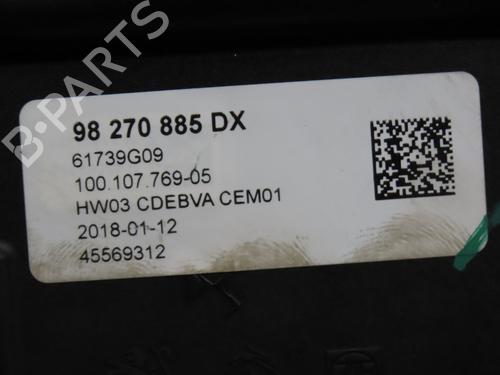 98 270 885 DX
61739G09
100.107.769-05
HW03 CDEBVA CEM01
2018-01-12
45569312
B-PARTS